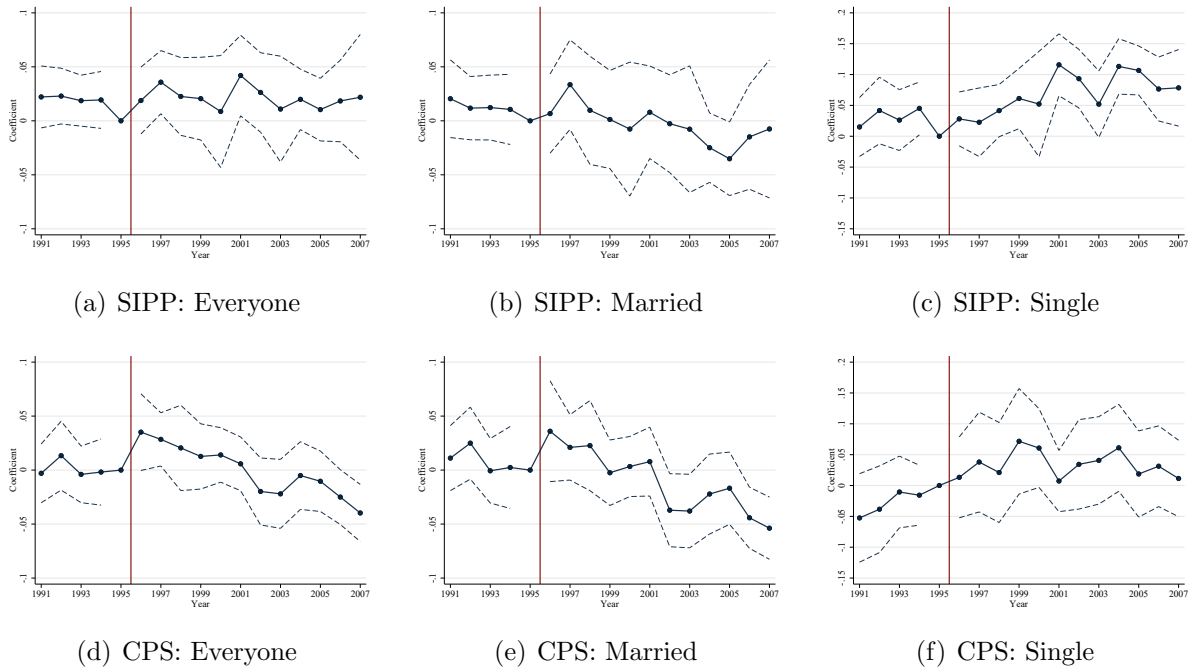 .1
.05
0
-.05
-.1
Coefficient
1991 1993 1995 1997 1999 2001 2003 2005 2007
Year
(a) SIPP: Everyone
.1
.05
0
-.05
-.1
Coefficient
1991 1993 1995 1997 1999 2001 2003 2005 2007
Year
(b) SIPP: Married
.2
.15
.1
.05
0
-.05
-.1
-.15
Coefficient
1991 1993 1995 1997 1999 2001 2003 2005 2007
Year
(c) SIPP: Single
.1
.05
0
-.05
-.1
Coefficient
1991 1993 1995 1997 1999 2001 2003 2005 2007
Year
(d) CPS: Everyone
.1
.05
0
-.05
-.1
Coefficient
1991 1993 1995 1997 1999 2001 2003 2005 2007
Year
(e) CPS: Married
.2
.15
.1
.05
0
-.05
-.1
-.15
Coefficient
1991 1993 1995 1997 1999 2001 2003 2005 2007
Year
(f) CPS: Single